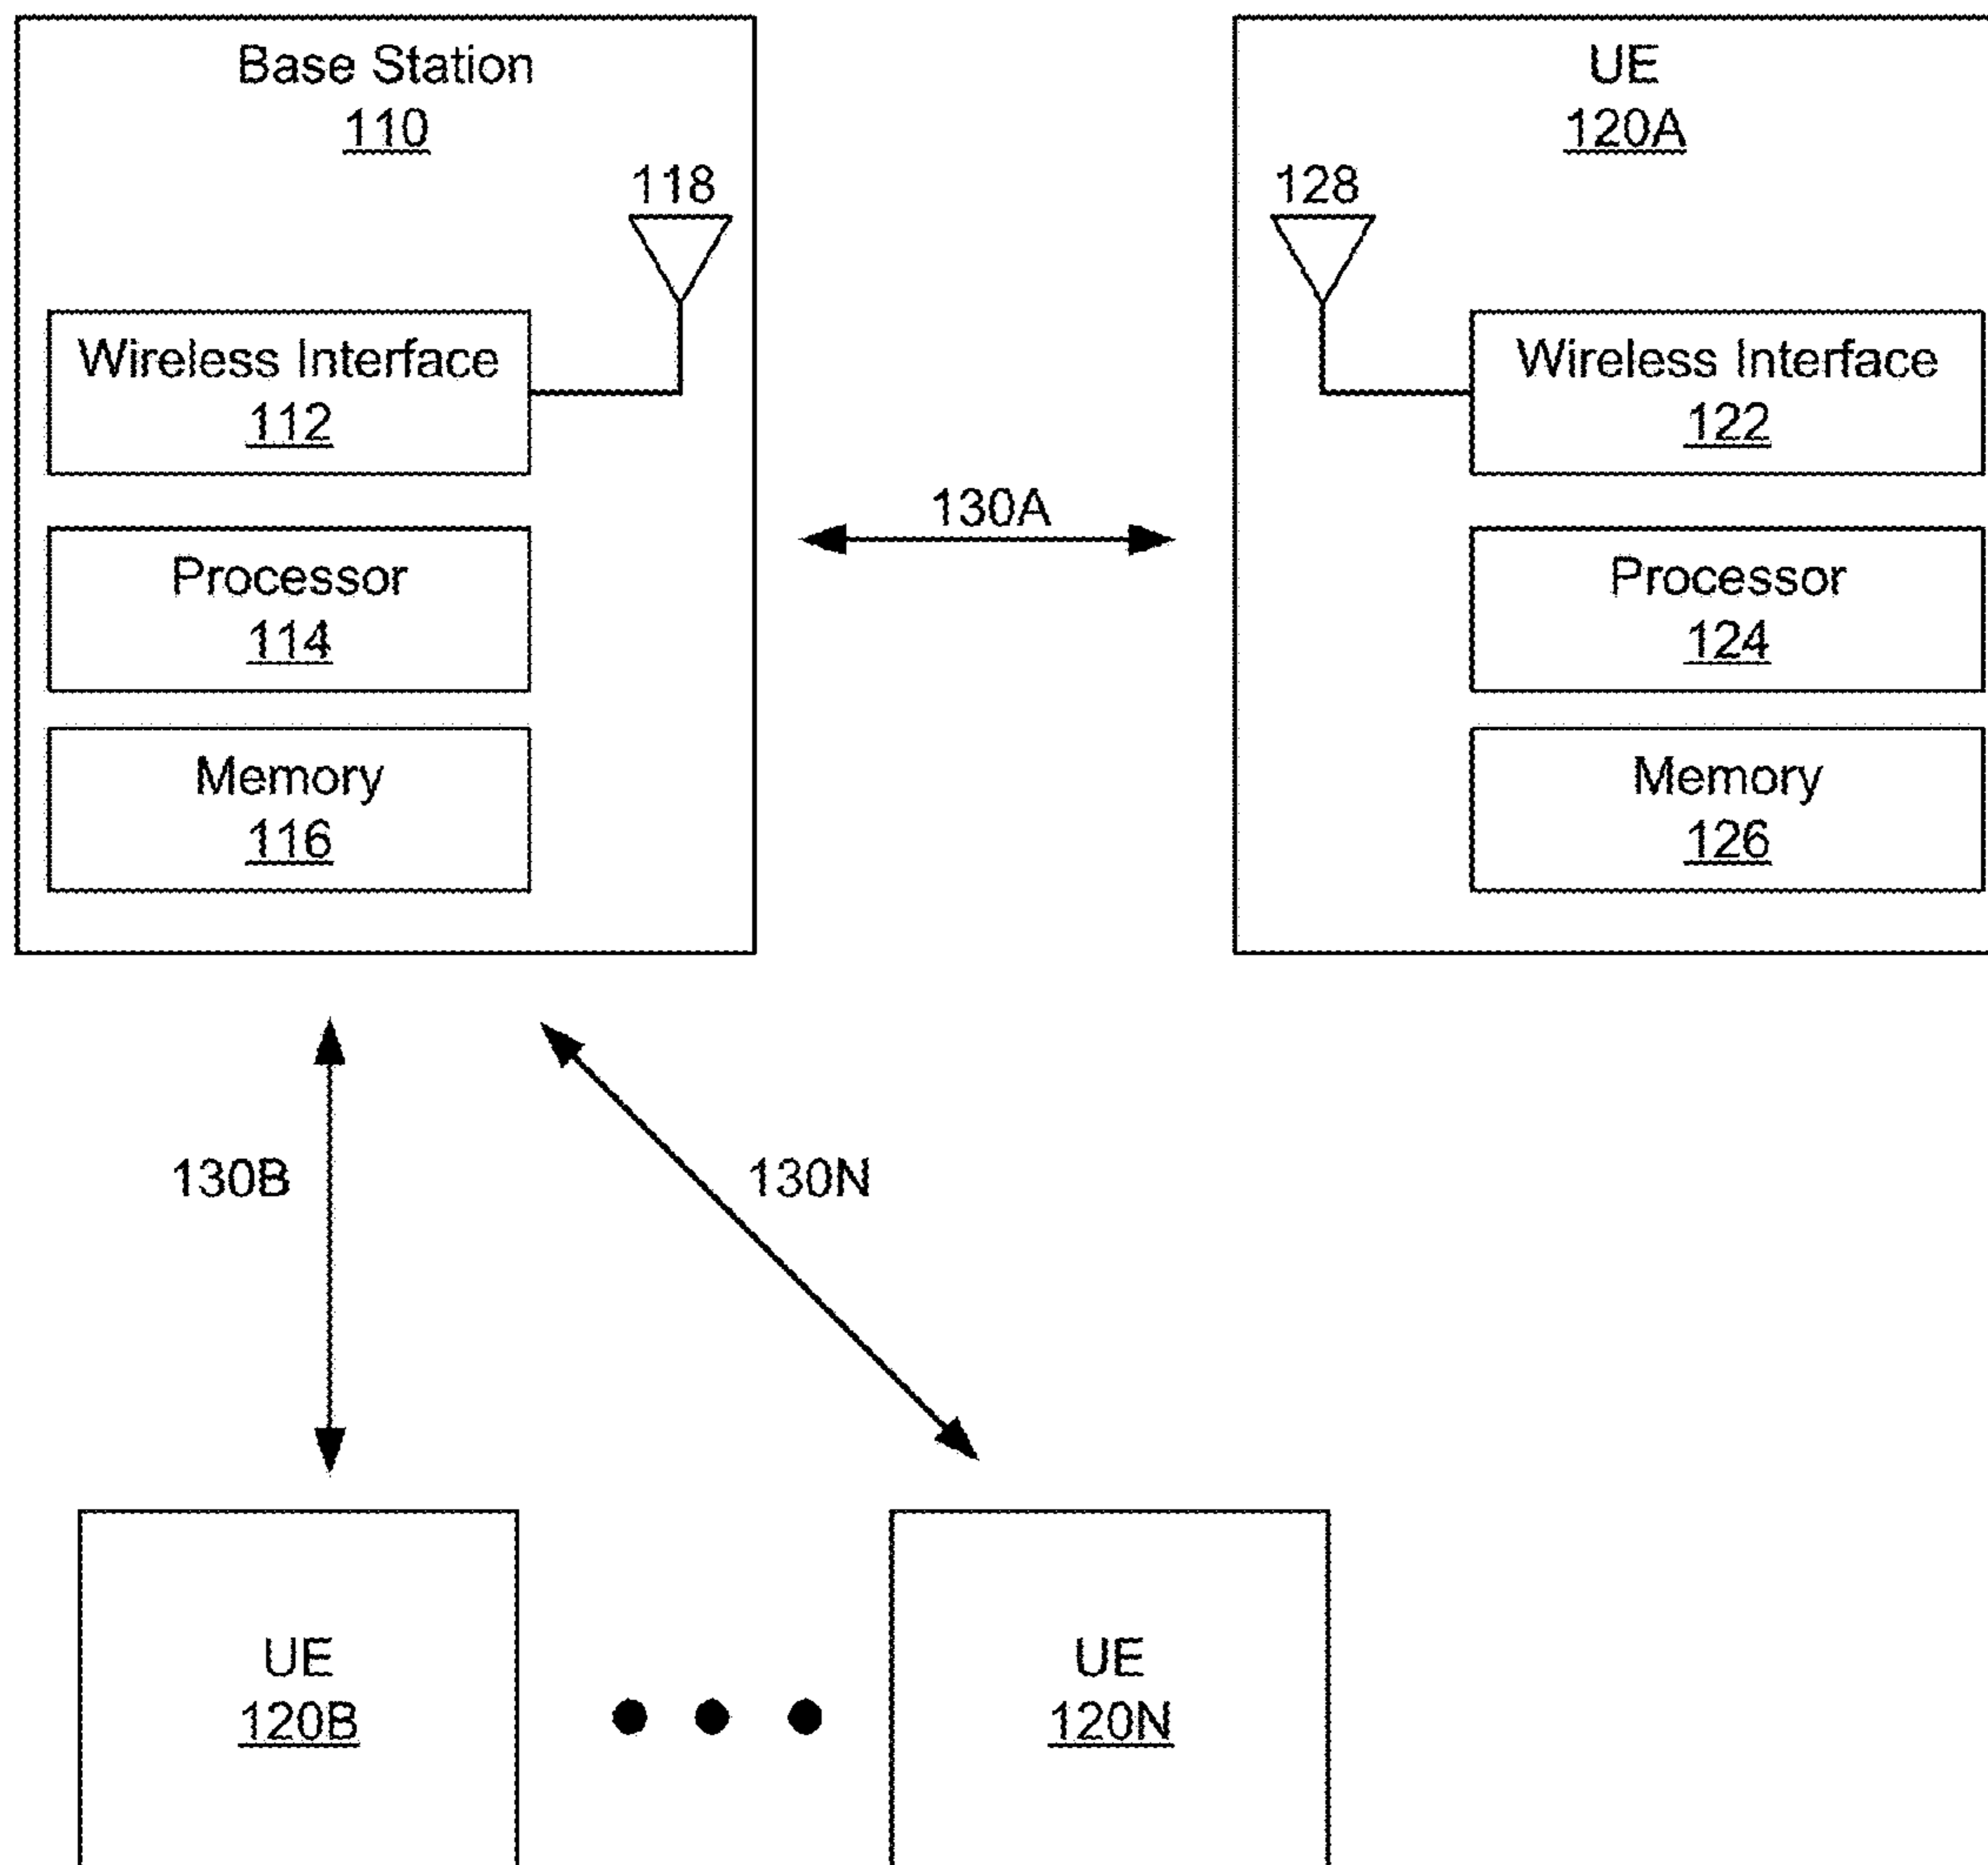 Base Station
110
118
Wireless Interface
112
Processor
114
Memory
116
UE
120A
128
Wireless Interface
122
Processor
124
Memory
126
130A
130B
130N
UE
120B
UE
120N